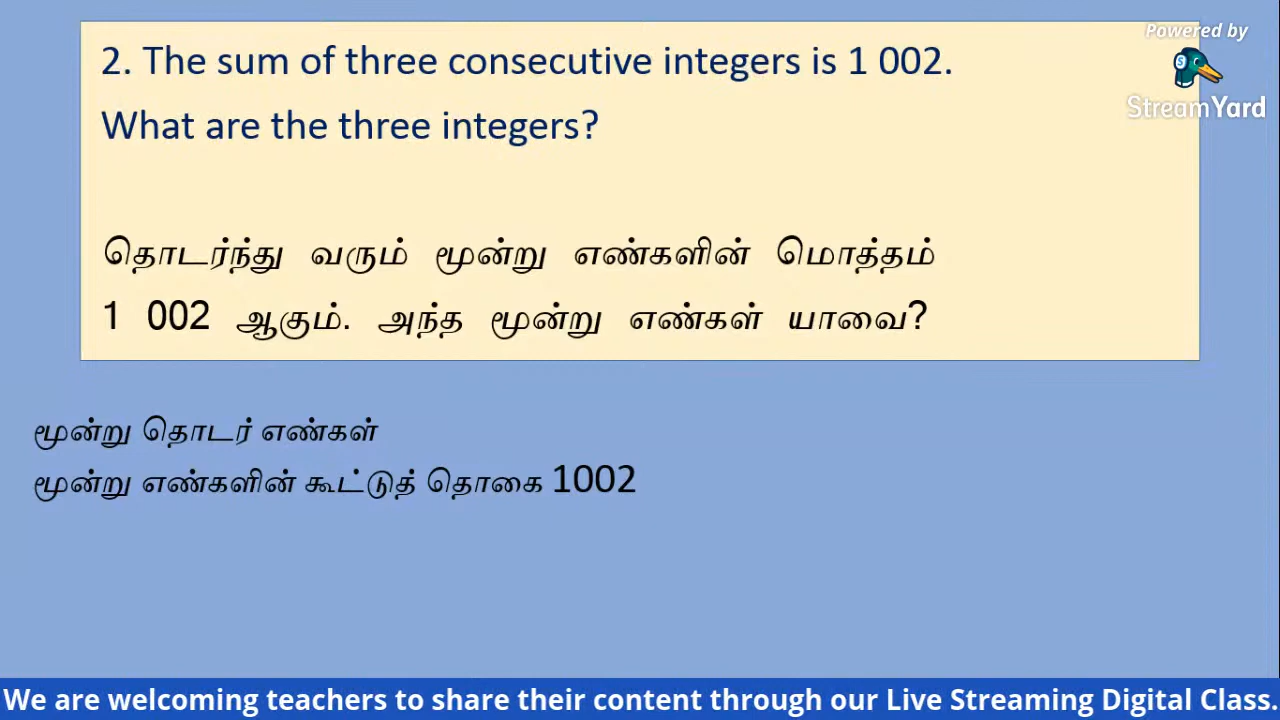 Powered by
StreamYard
2. The sum of three consecutive integers is 1 002.
What are the three integers?
தொடர்ந்து வரும் மூன்று எண்களின் மொத்தம்
1 002 ஆகும். அந்த மூன்று எண்கள் யாவை?
மூன்று தொடர் எண்கள்
மூன்று எண்களின் கூட்டுத் தொகை 1002
We are welcoming teachers to share their content through our Live Streaming Digital Class.